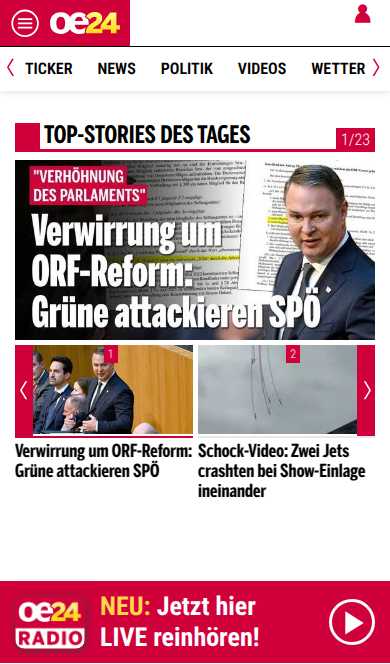 oe24
TICKER NEWS POLITIK VIDEOS WETTER
TOP-STORIES DES TAGES
1/23
"VERHÖHNUNG
DES PARLAMENTS"
Verwirrung um
ORF-Reform:
Grüne attackieren SPÖ
1
2
Verwirrung um ORF-Reform:
Grüne attackieren SPÖ
Schock-Video: Zwei Jets
crashten bei Show-Einlage
ineinander
oe24
RADIO
NEU: Jetzt hier
LIVE reinhören!